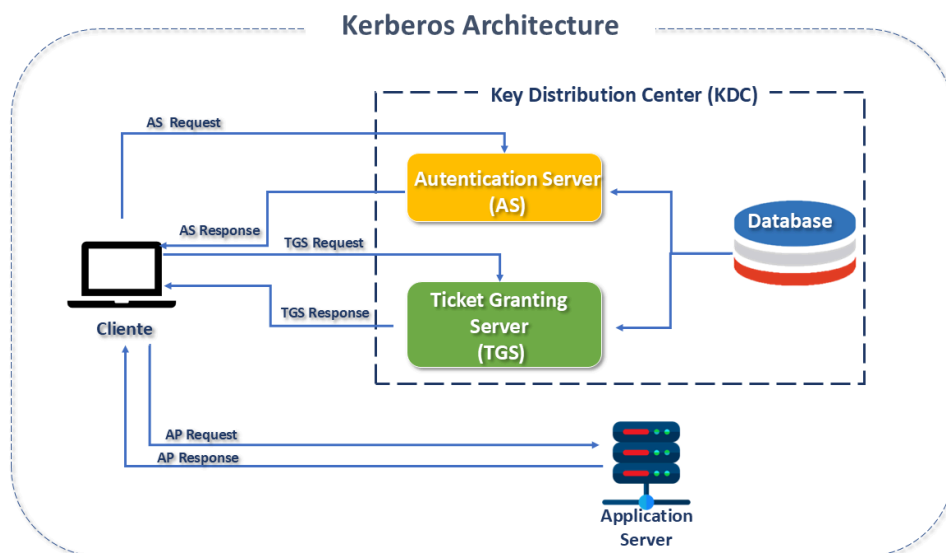 Kerberos Architecture
Key Distribution Center (KDC)
AS Request
Autentication Server
(AS)
Database
AS Response
TGS Request
Ticket Granting
Server
(TGS)
TGS Response
Cliente
AP Request
AP Response
Application
Server